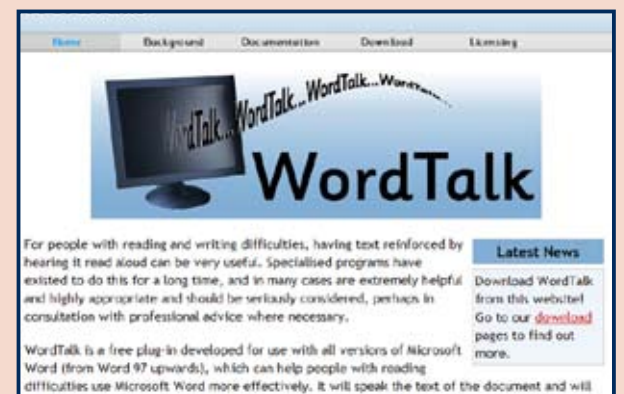 Home Background Documentation Download Licensing
WordTalk...WordTalk...WordTalk...WordTalk...
WordTalk
For people with reading and writing difficulties, having text reinforced by
hearing it read aloud can be very useful. Specialised programs have
existed to do this for a long time, and in many cases are extremely helpful
and highly appropriate and should be seriously considered, perhaps in
consultation with professional advice where necessary.
WordTalk is a free plug-in developed for use with all versions of Microsoft
Word (from Word 97 upwards), which can help people with reading
difficulties use Microsoft Word more effectively. It will speak the text of the document and will
Latest News
Download WordTalk
from this website!
Go to our download
pages to find out
more.